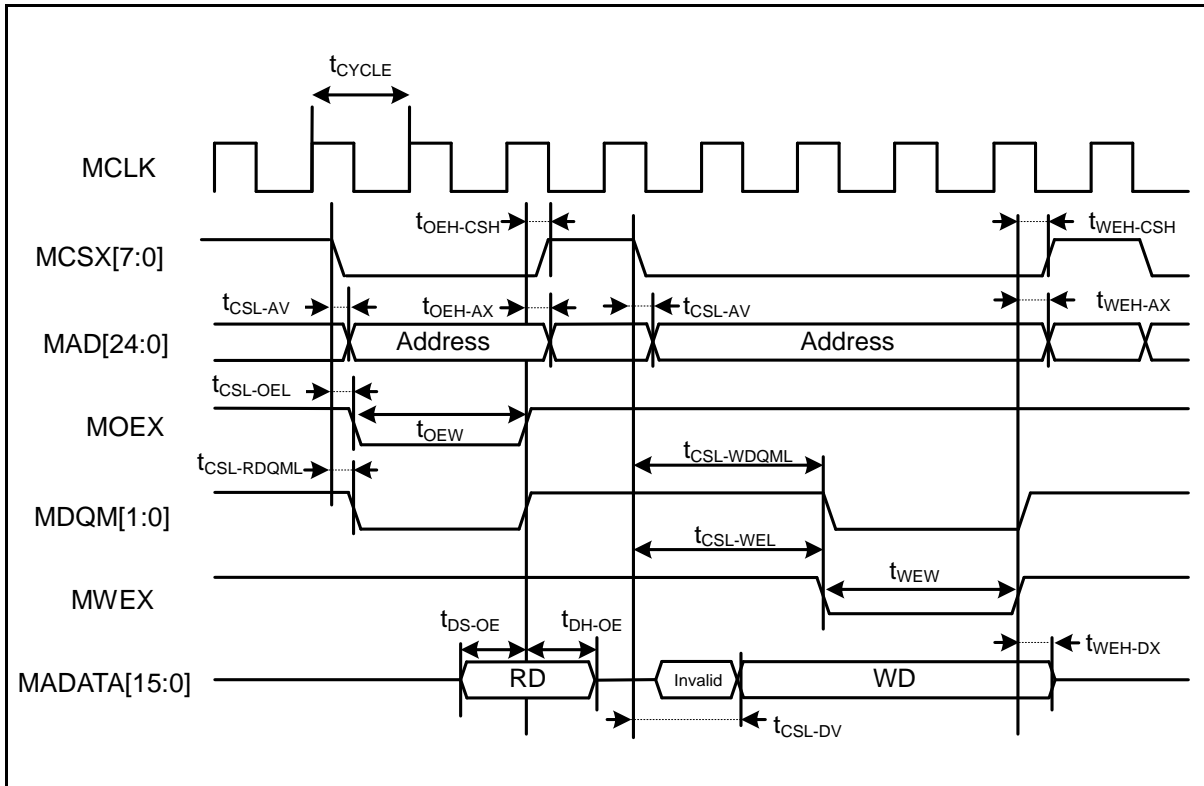 tCYCLE
MCLK
tOEH-CSH
tWEH-CSH
MCSX[7:0]
tCSL-AV
tOEH-AX
tCSL-AV
tWEH-AX
MAD[24:0]
Address
Address
tCSL-OEL
MOEX
tOEW
tCSL-RDQML
tCSL-WDQML
MDQM[1:0]
tCSL-WEL
tWEW
MWEX
tDS-OE
tDH-OE
tWEH-DX
MADATA[15:0]
RD
Invalid
WD
tCSL-DV